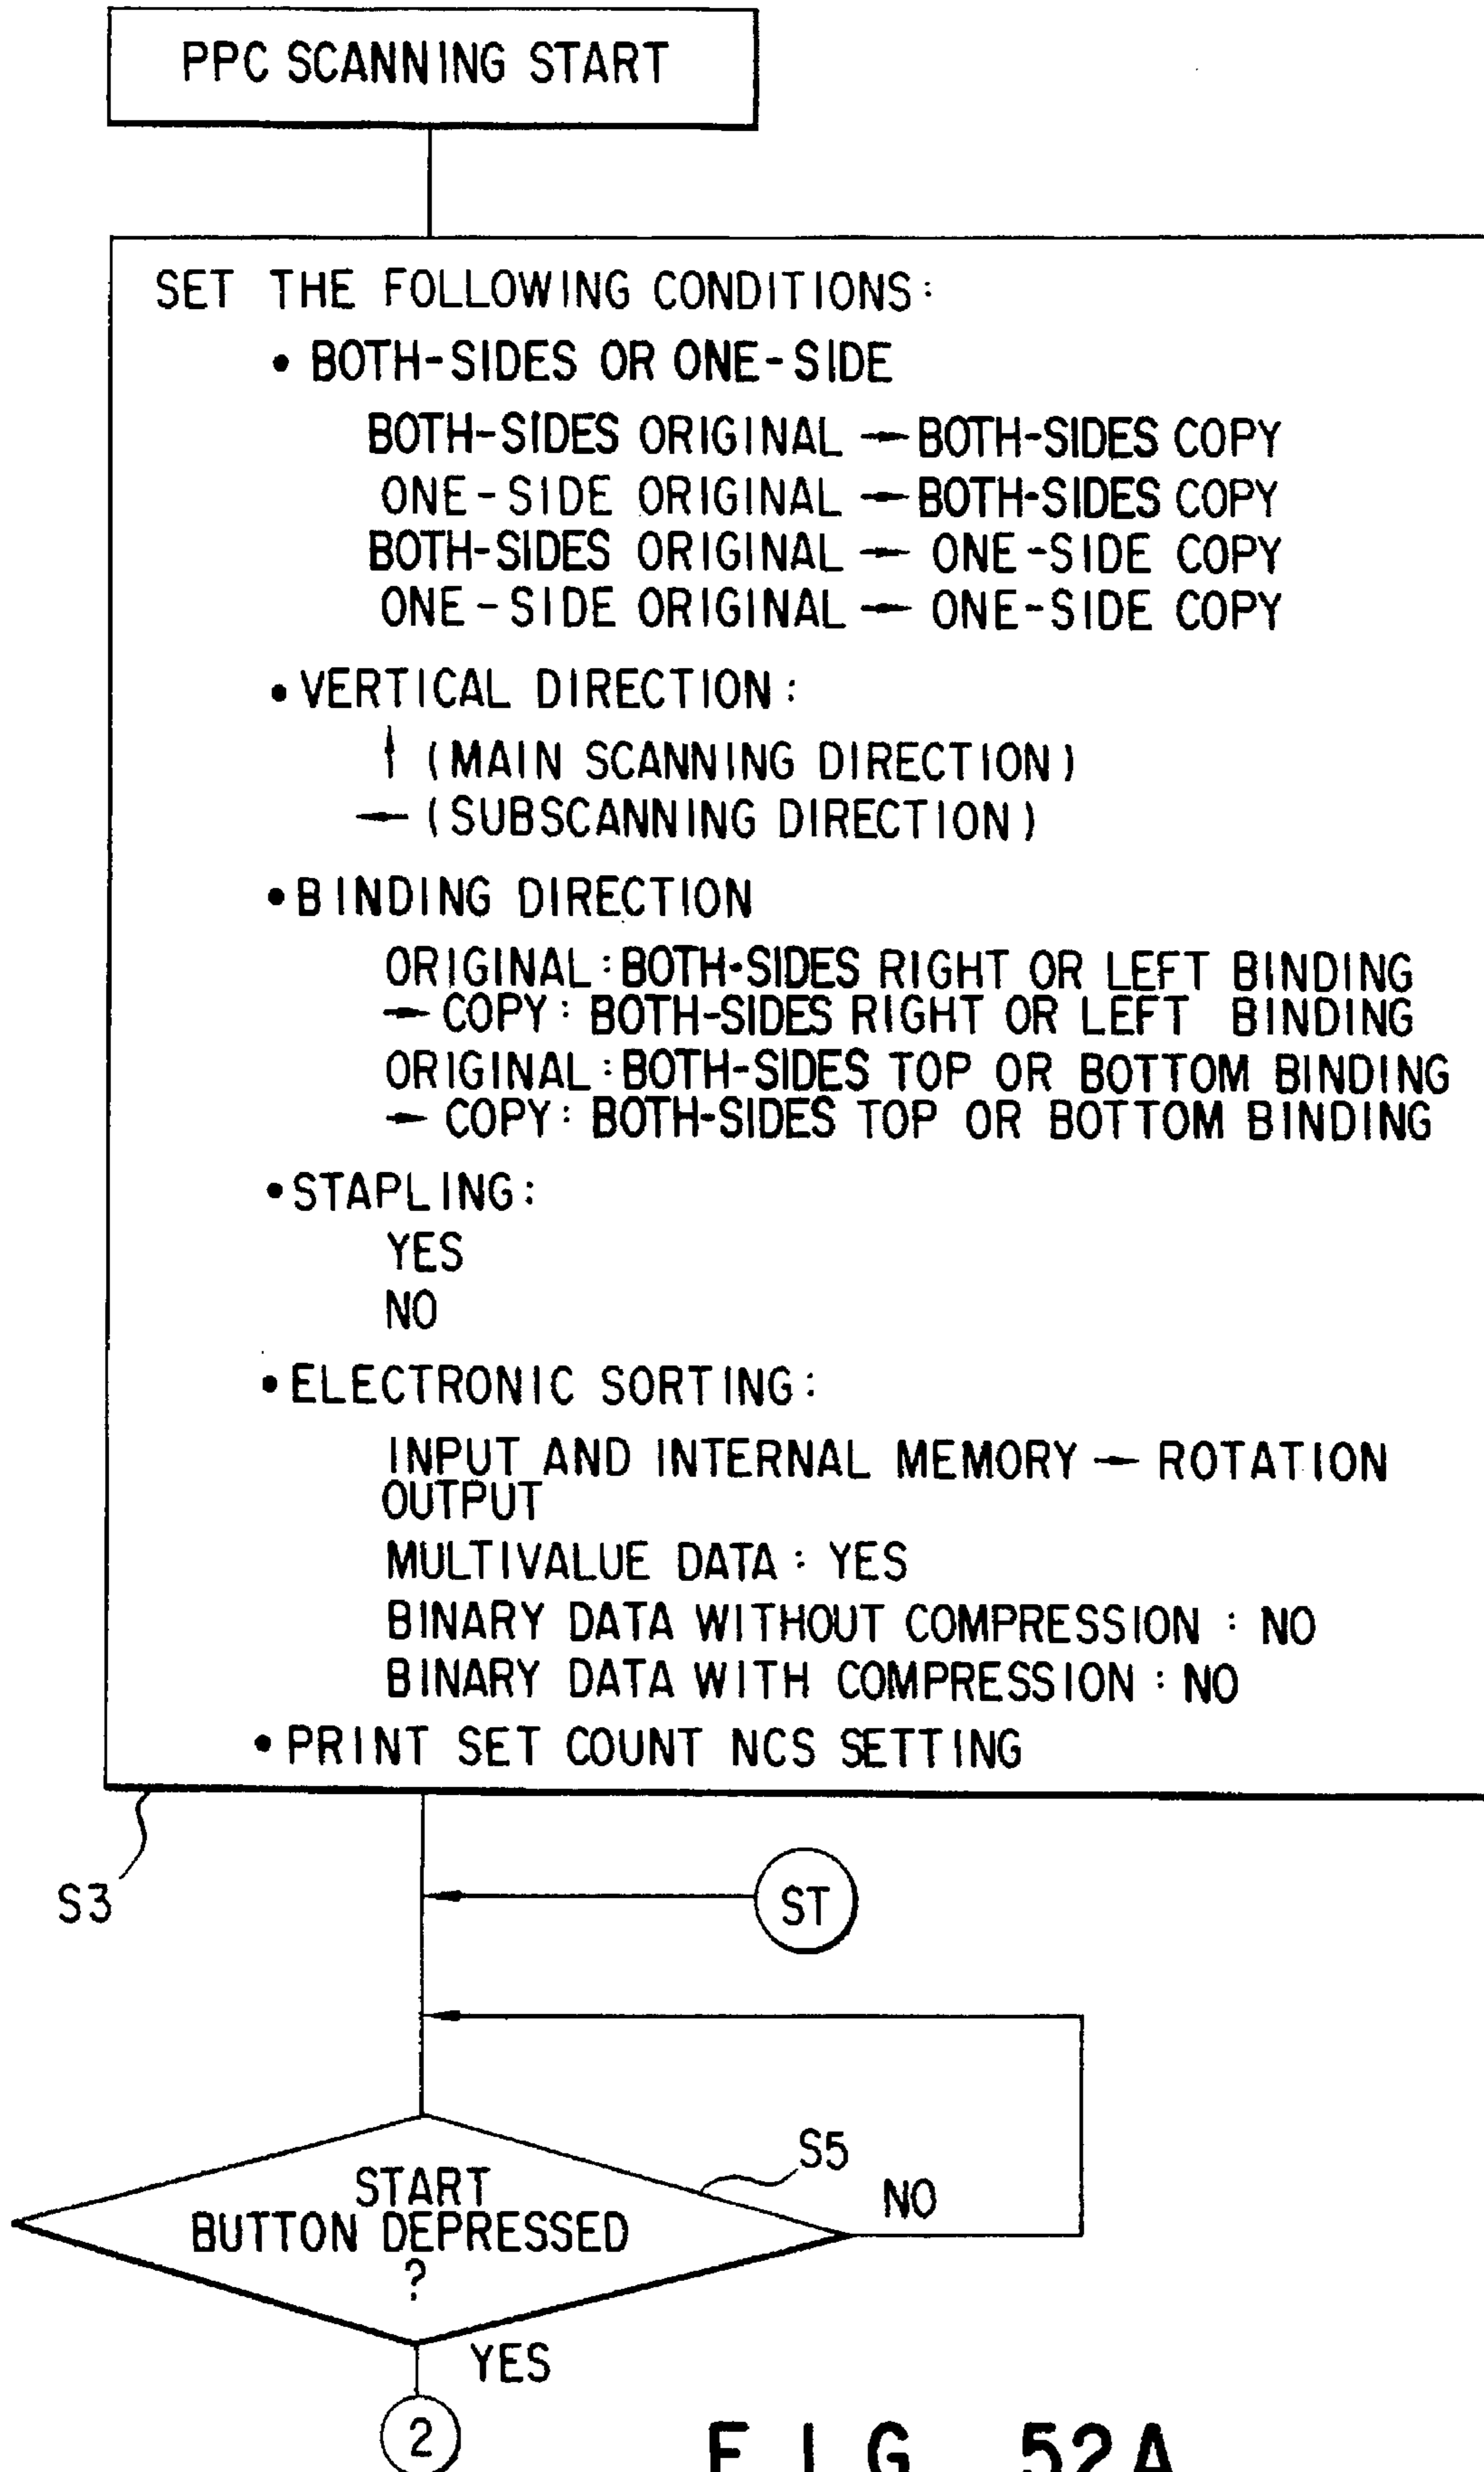 PPC SCANNING START
SET THE FOLLOWING CONDITIONS:
• BOTH-SIDES OR ONE-SIDE
BOTH-SIDES ORIGINAL → BOTH-SIDES COPY
ONE-SIDE ORIGINAL → BOTH-SIDES COPY
BOTH-SIDES ORIGINAL → ONE-SIDE COPY
ONE-SIDE ORIGINAL → ONE-SIDE COPY
• VERTICAL DIRECTION:
↑ (MAIN SCANNING DIRECTION)
← (SUBSCANNING DIRECTION)
• BINDING DIRECTION
ORIGINAL: BOTH-SIDES RIGHT OR LEFT BINDING
→ COPY: BOTH-SIDES RIGHT OR LEFT BINDING
ORIGINAL: BOTH-SIDES TOP OR BOTTOM BINDING
→ COPY: BOTH-SIDES TOP OR BOTTOM BINDING
• STAPLING:
YES
NO
• ELECTRONIC SORTING:
INPUT AND INTERNAL MEMORY → ROTATION
OUTPUT
MULTIVALUE DATA: YES
BINARY DATA WITHOUT COMPRESSION: NO
BINARY DATA WITH COMPRESSION: NO
• PRINT SET COUNT NCS SETTING
S3
ST
S5
START
BUTTON DEPRESSED
?
NO
YES
2
FIG. 52A